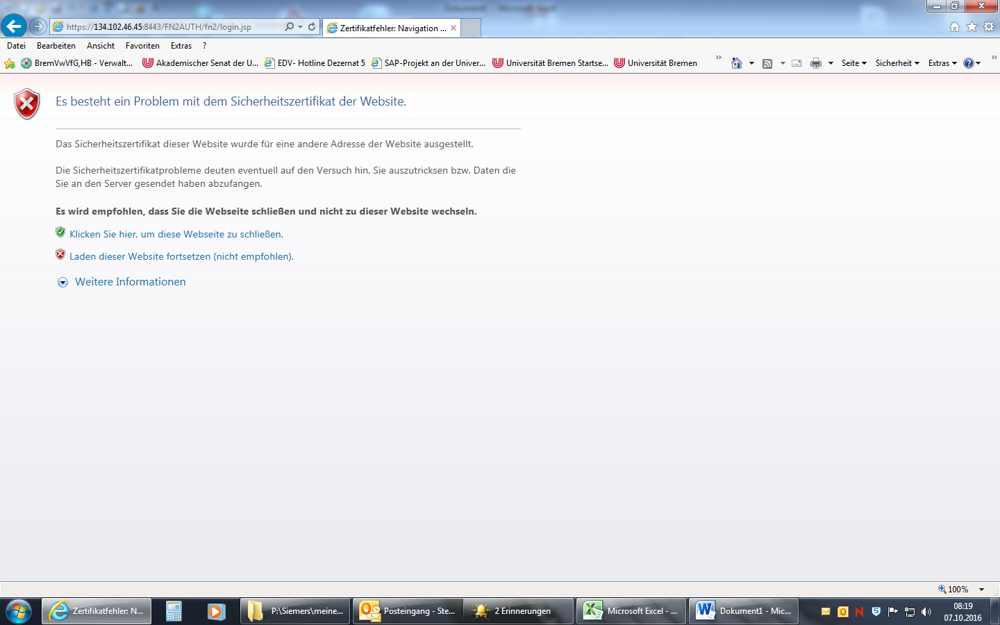 Dokument1 - Microsoft Word
https://134.102.46.45:8443/FN2AUTH/fn2/login.jsp
Zertifikatfehler: Navigation ...
Datei Bearbeiten Ansicht Favoriten Extras ?
BremVwVfG,HB - Verwalt... Akademischer Senat der U... EDV- Hotline Dezernat 5 SAP-Projekt an der Univer... Universität Bremen Startse... Universität Bremen » Seite Sicherheit Extras »
Es besteht ein Problem mit dem Sicherheitszertifikat der Website.
Das Sicherheitszertifikat dieser Website wurde für eine andere Adresse der Website ausgestellt.
Die Sicherheitszertifikatprobleme deuten eventuell auf den Versuch hin, Sie auszutricksen bzw. Daten die
Sie an den Server gesendet haben abzufangen.
Es wird empfohlen, dass Sie die Webseite schließen und nicht zu dieser Website wechseln.
Klicken Sie hier, um diese Webseite zu schließen.
Laden dieser Website fortsetzen (nicht empfohlen).
Weitere Informationen
100%
Zertifikatfehler: N... P:\Siemers\meine... Posteingang - Ste... 2 Erinnerungen Microsoft Excel - ... Dokument1 - Mic...
08:19
07.10.2016